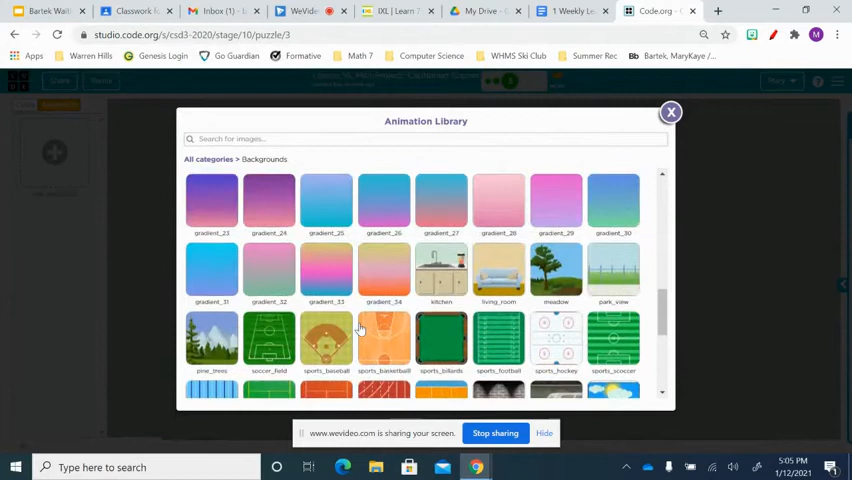 Bartek Wait
Classwork f
Inbox (1) - b
WeVideo
IXL | Learn 7
My Drive - G
1 Weekly Le
Code.org - G
studio.code.org/s/csd3-2020/stage/10/puzzle/3
Apps
Warren Hills
Genesis Login
Go Guardian
Formative
Math 7
Computer Science
WHMS Ski Club
Summer Rec
Bb Bartek, MaryKaye /...
Animation Library
X
Search for images...
All categories > Backgrounds
gradient_23 gradient_24 gradient_25 gradient_26 gradient_27 gradient_28 gradient_29 gradient_30
gradient_31 gradient_32 gradient_33 gradient_34 kitchen living_room meadow park_view
pine_trees soccer_field sports_baseball sports_basketball sports_billards sports_football sports_hockey sports_soccer
www.wevideo.com is sharing your screen.
Stop sharing
Hide
Type here to search
5:05 PM
1/12/2021